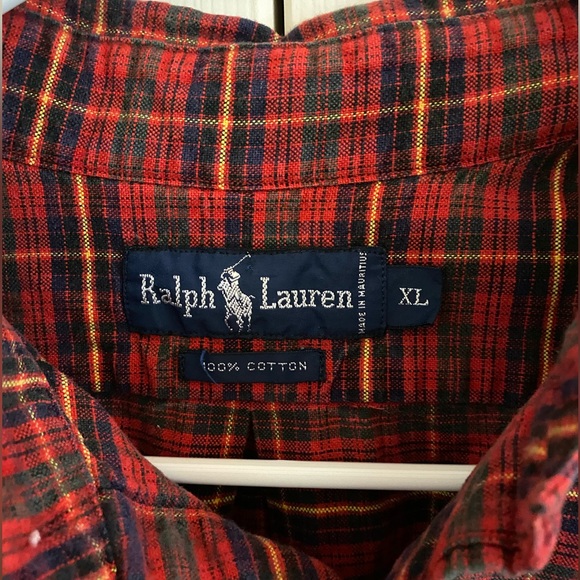 Ralph Lauren
MADE IN MAURITIUS
XL
100% COTTON